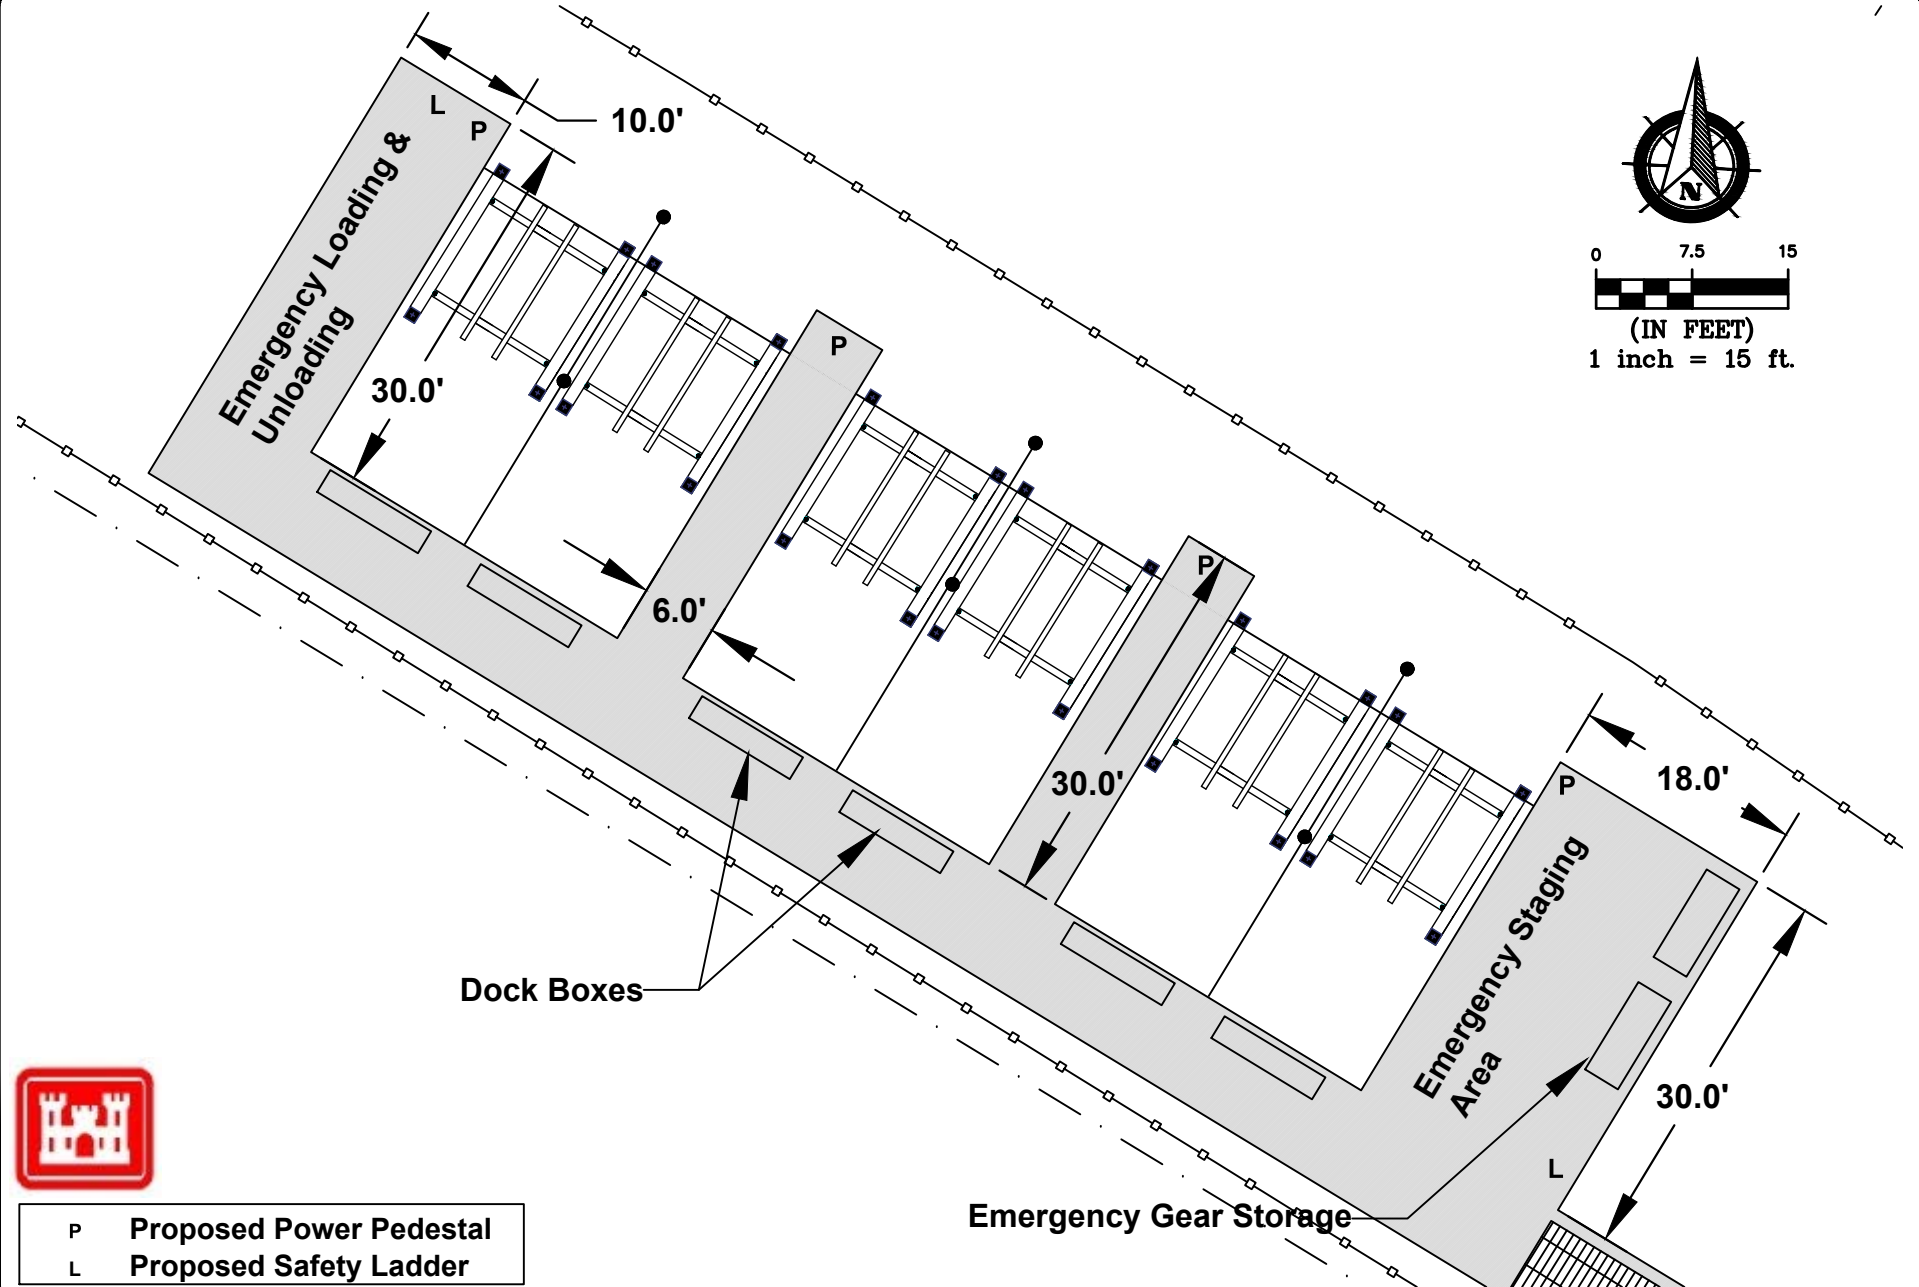 L
P
10.0'
Emergency Loading &
Unloading
30.0'
P
6.0'
P
30.0'
N
0 7.5 15
(IN FEET)
1 inch = 15 ft.
18.0'
P
Emergency Staging
Area
30.0'
L
Dock Boxes
Emergency Gear Storage
P Proposed Power Pedestal
L Proposed Safety Ladder